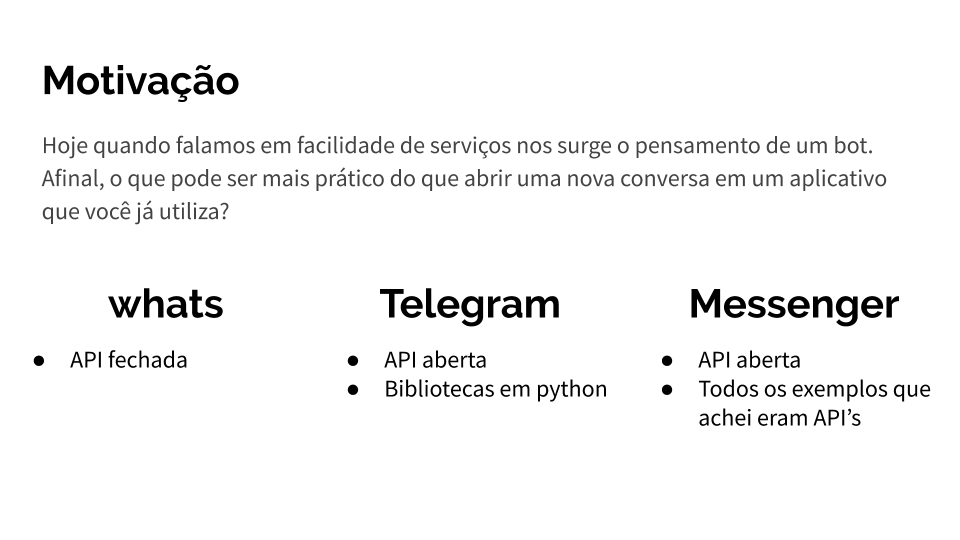 Motivação
Hoje quando falamos em facilidade de serviços nos surge o pensamento de um bot.
Afinal, o que pode ser mais prático do que abrir uma nova conversa em um aplicativo
que você já utiliza?
whats
● API fechada
Telegram
● API aberta
● Bibliotecas em python
Messenger
● API aberta
● Todos os exemplos que
achei eram API’s